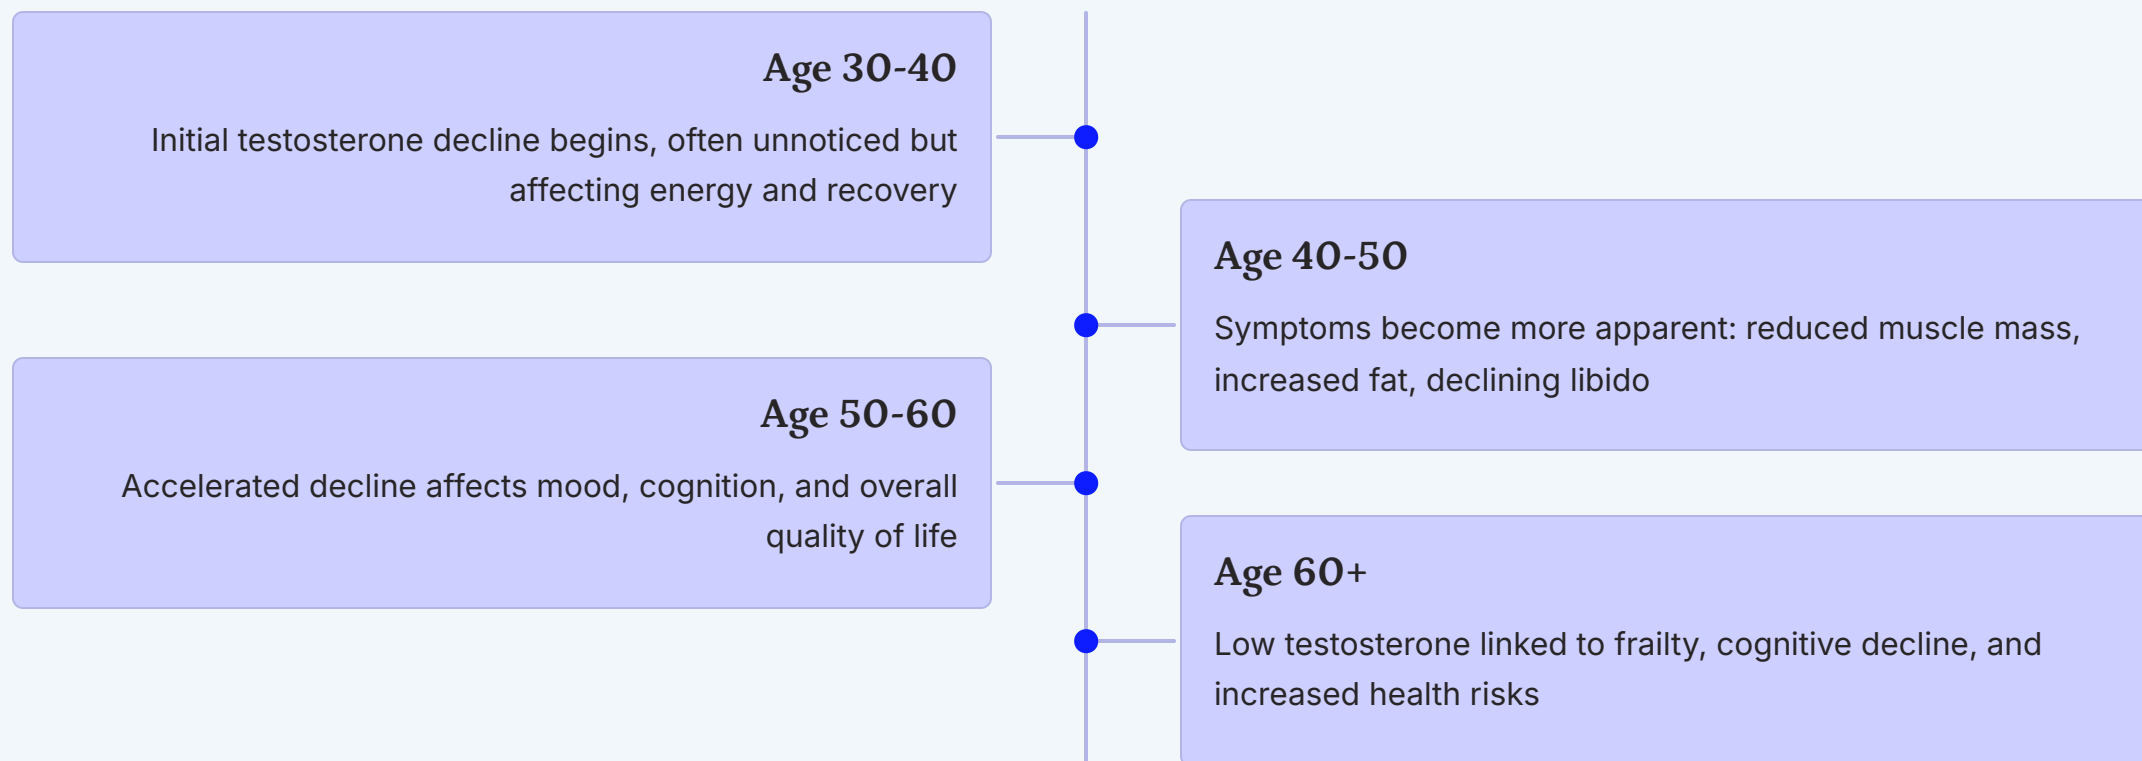 Age 30-40
Initial testosterone decline begins, often unnoticed but
affecting energy and recovery
Age 40-50
Symptoms become more apparent: reduced muscle mass,
increased fat, declining libido
Age 50-60
Accelerated decline affects mood, cognition, and overall
quality of life
Age 60+
Low testosterone linked to frailty, cognitive decline, and
increased health risks